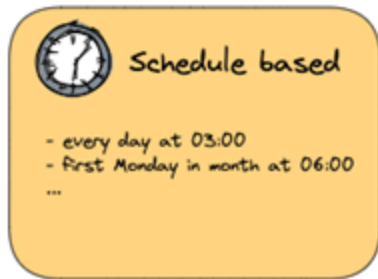 Schedule based
- every day at 03:00
- first Monday in month at 06:00
...